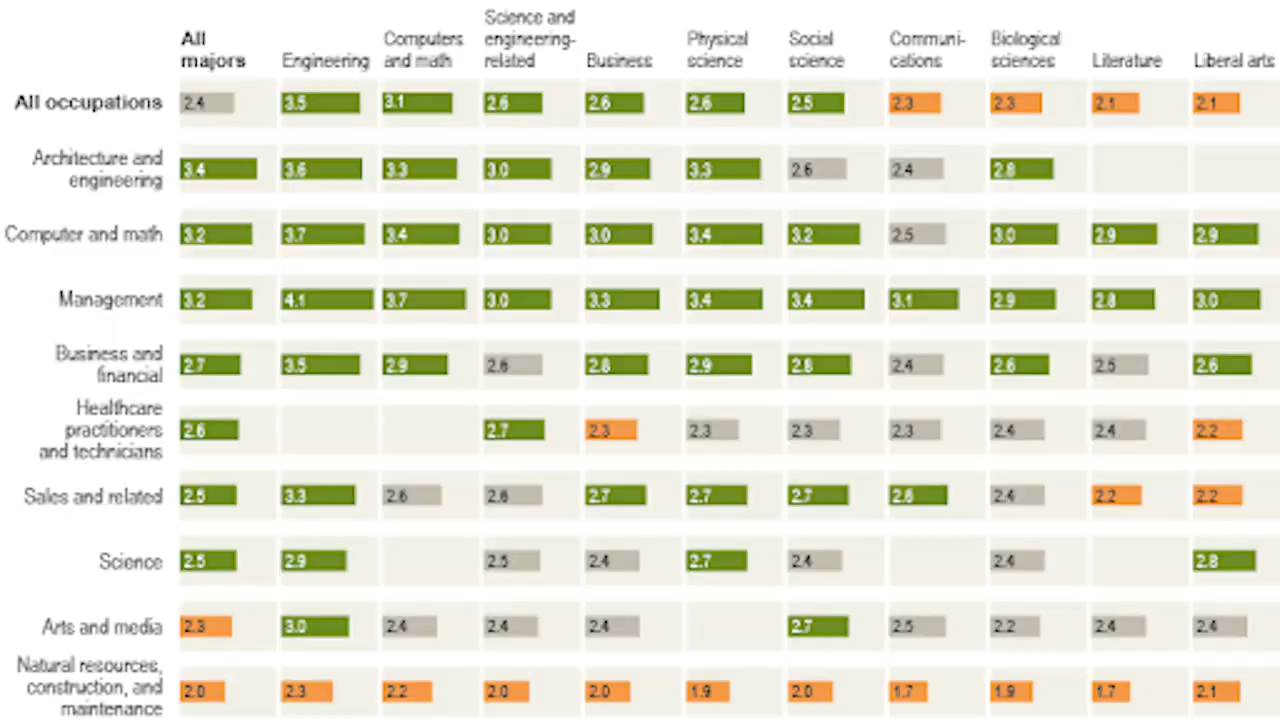 All majors Engineering Computers and math Science and engineering-related Business Physical science Social science Communi-cations Biological sciences Literature Liberal arts
All occupations 2.4 3.5 3.1 2.6 2.6 2.6 2.5 2.3 2.3 2.1 2.1
Architecture and engineering 3.4 3.6 3.3 3.0 2.9 3.3 2.6 2.4 2.8
Computer and math 3.2 3.7 3.4 3.0 3.0 3.4 3.2 2.5 3.0 2.9 2.9
Management 3.2 4.1 3.7 3.0 3.3 3.4 3.4 3.1 2.9 2.8 3.0
Business and financial 2.7 3.5 2.9 2.6 2.8 2.9 2.8 2.4 2.6 2.5 2.6
Healthcare practitioners and technicians 2.6 2.7 2.3 2.3 2.3 2.3 2.4 2.4 2.2
Sales and related 2.5 3.3 2.6 2.6 2.7 2.7 2.7 2.6 2.4 2.2 2.2
Science 2.5 2.9 2.5 2.4 2.7 2.4 2.4 2.8
Arts and media 2.3 3.0 2.4 2.4 2.4 2.7 2.5 2.2 2.4 2.4
Natural resources, construction, and maintenance 2.0 2.3 2.2 2.0 2.0 1.9 2.0 1.7 1.9 1.7 2.1